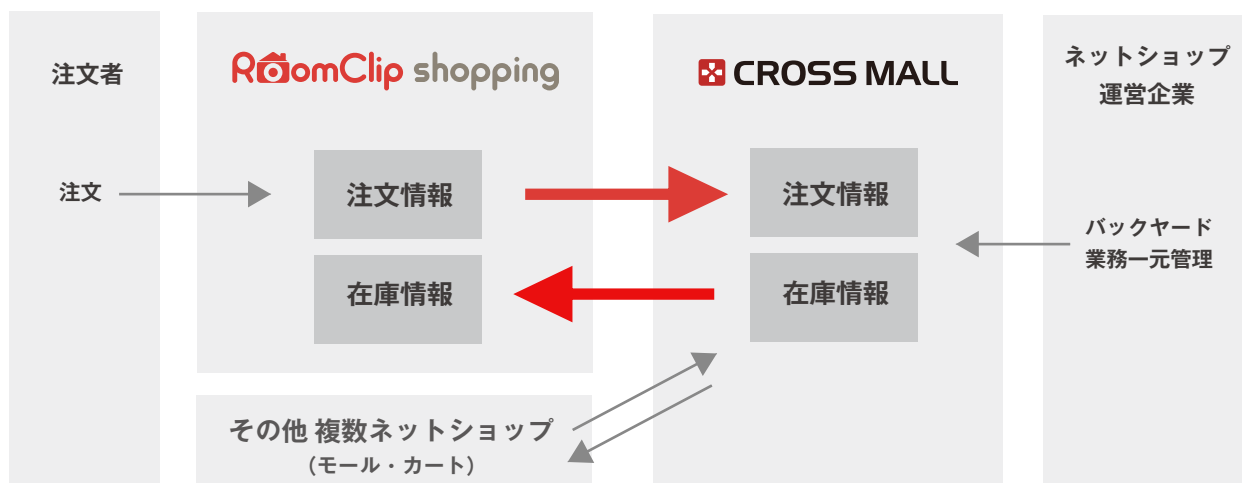 注文者
注文
RoomClip shopping
注文情報
在庫情報
その他 複数ネットショップ
（モール・カート）
CROSS MALL
注文情報
在庫情報
ネットショップ
運営企業
バックヤード
業務一元管理